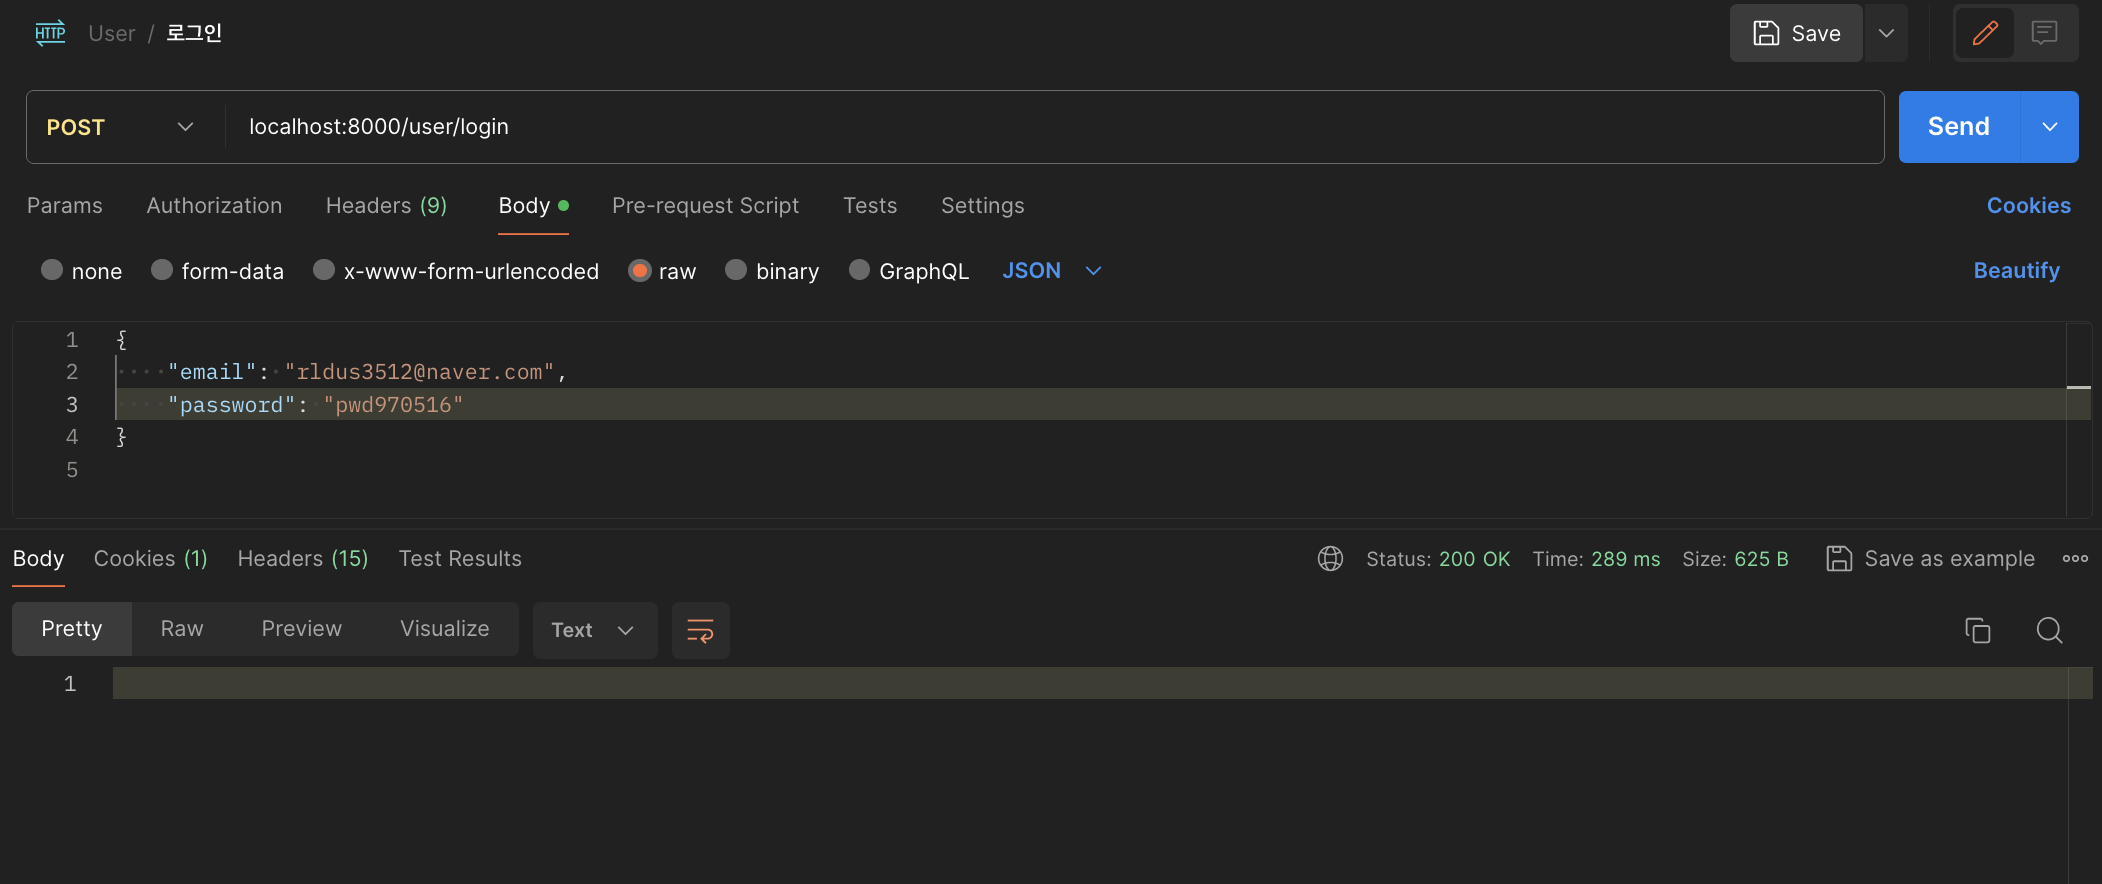 HTTP User / 로그인 Save
POST localhost:8000/user/login Send
Params Authorization Headers (9) Body Pre-request Script Tests Settings Cookies
none form-data x-www-form-urlencoded raw binary GraphQL JSON Beautify
1 {
2 "email": "rldus3512@naver.com",
3 "password": "pwd970516"
4 }
5
Body Cookies (1) Headers (15) Test Results Status: 200 OK Time: 289 ms Size: 625 B Save as example
Pretty Raw Preview Visualize Text
1